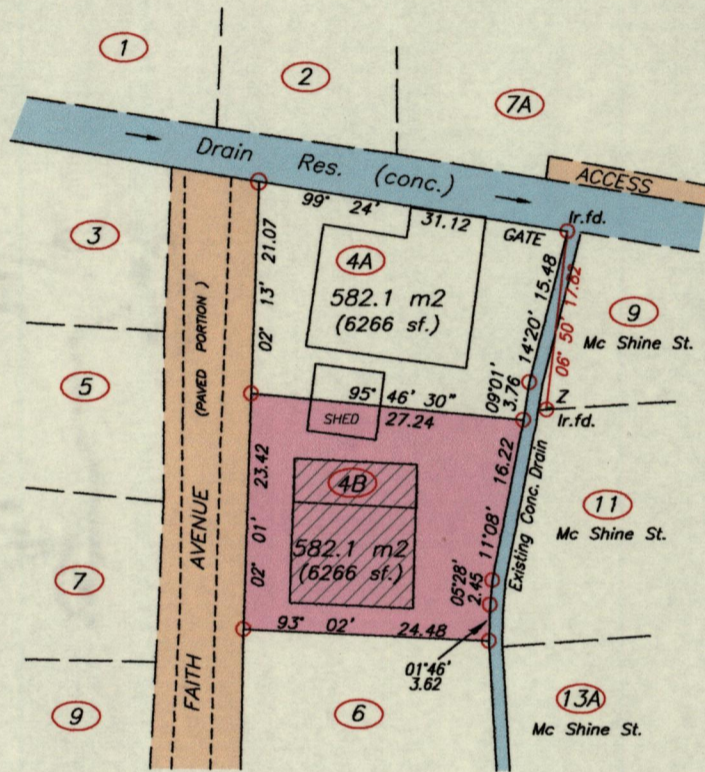 1
2
7A
Drain Res. (conc.)
ACCESS
99° 24' 31.12
Ir.fd.
GATE
3
21.07
02° 13'
4A
582.1 m2
(6266 sf.)
14°20' 15.48
06° 50' 17.82
9
Mc Shine St.
(PAVED PORTION )
5
95° 46' 30"
27.24
SHED
09°01'
3.76
Z
Ir.fd.
23.42
02° 01'
4B
582.1 m2
(6266 sf.)
11°08' 16.22
Existing Conc. Drain
11
Mc Shine St.
FAITH AVENUE
7
05°28'
2.45
93° 02' 24.48
01°46'
3.62
9
6
13A
Mc Shine St.